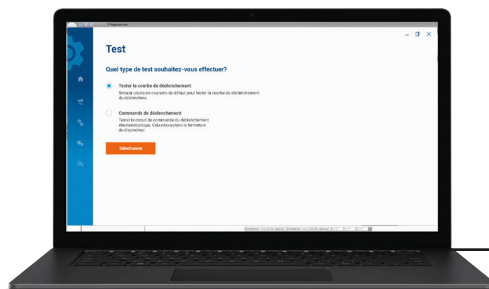 Test
Quel type de test souhaitez-vous effectuer?
Tester la courbe de déclenchement
Simuler plusieurs courants de défaut pour tester la courbe de déclenchement
du déclencheur
Commande de déclenchement
Tester le circuit de commande du déclenchement
électromécanique. Cela nécessitera la fermeture
du disjoncteur
Sélectionner